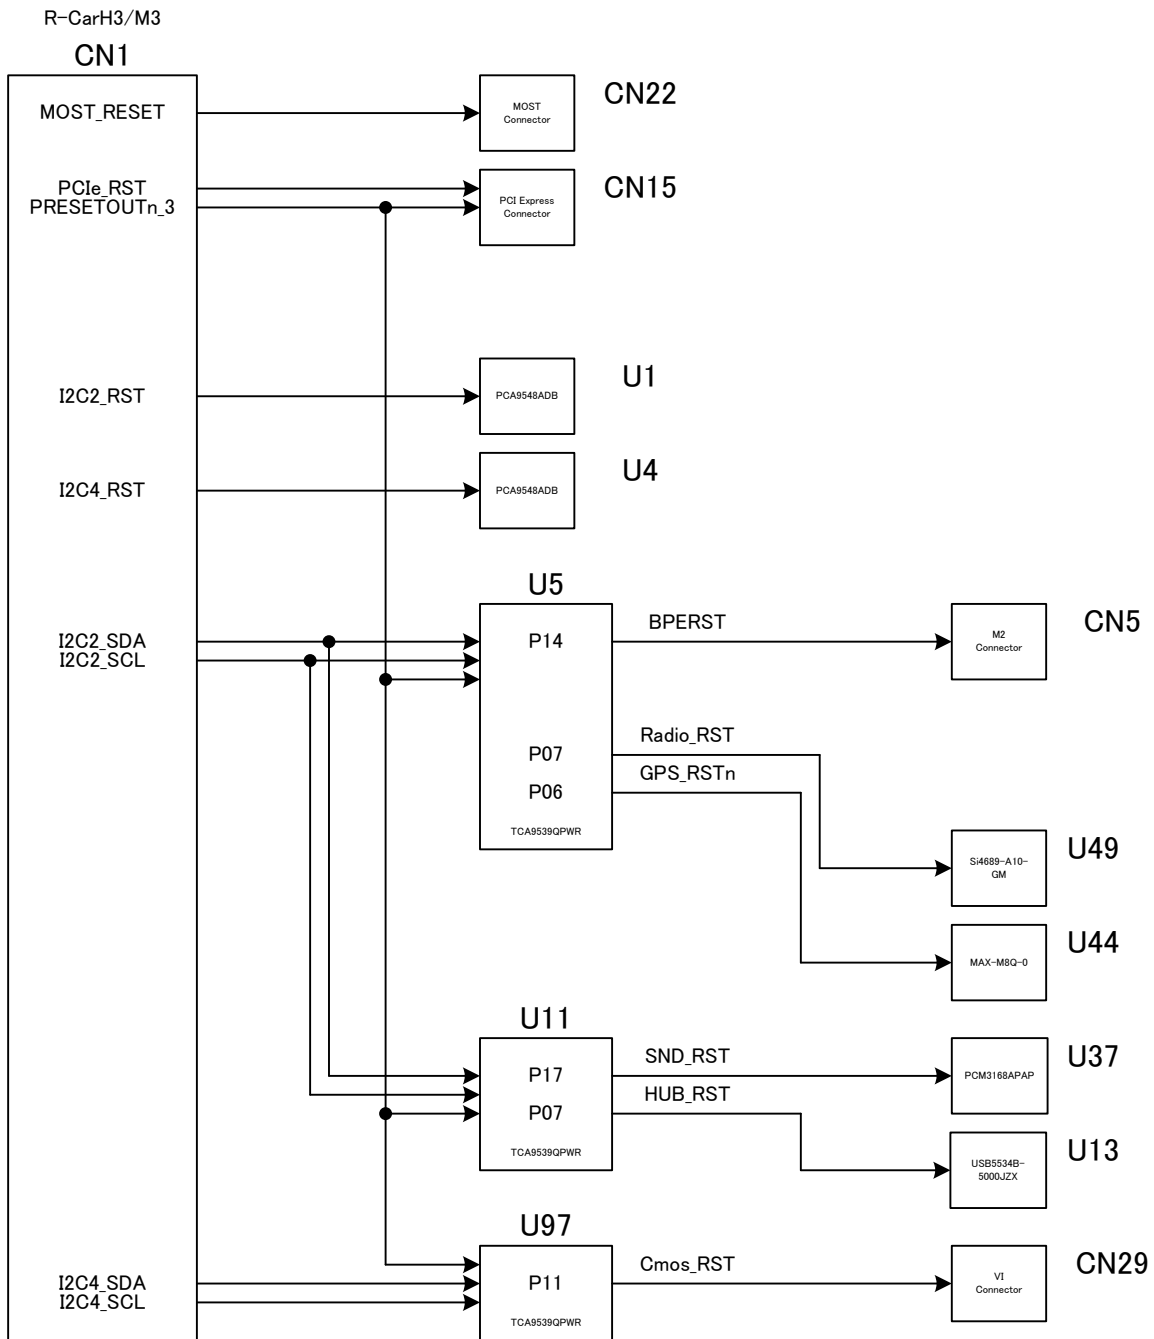 R-CarH3/M3
CN1
MOST_RESET
MOST
Connector
CN22
PCIe_RST
PRESETOUTn_3
PCI Express
Connector
CN15
I2C2_RST
PCA9548ADB
U1
I2C4_RST
PCA9548ADB
U4
U5
I2C2_SDA
I2C2_SCL
P14
BPERST
M2
Connector
CN5
P07
Radio_RST
P06
GPS_RSTn
TCA9539QPWR
Si4689-A10-
GM
U49
MAX-M8Q-0
U44
U11
P17
SND_RST
PCM3168APAP
U37
P07
HUB_RST
TCA9539QPWR
USB5534B-
5000JZX
U13
U97
I2C4_SDA
I2C4_SCL
P11
Cmos_RST
TCA9539QPWR
VI
Connector
CN29